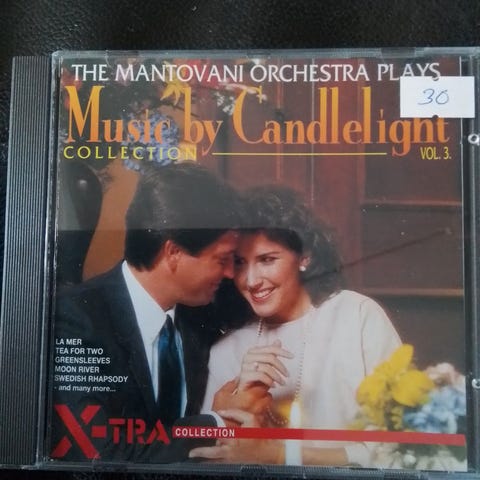 THE MANTOVANI ORCHESTRA PLAYS
30
Music by Candlelight
COLLECTION
VOL. 3.
LA MER
TEA FOR TWO
GREENSLEEVES
MOON RIVER
SWEDISH RHAPSODY
- and many more...
X-TRA COLLECTION